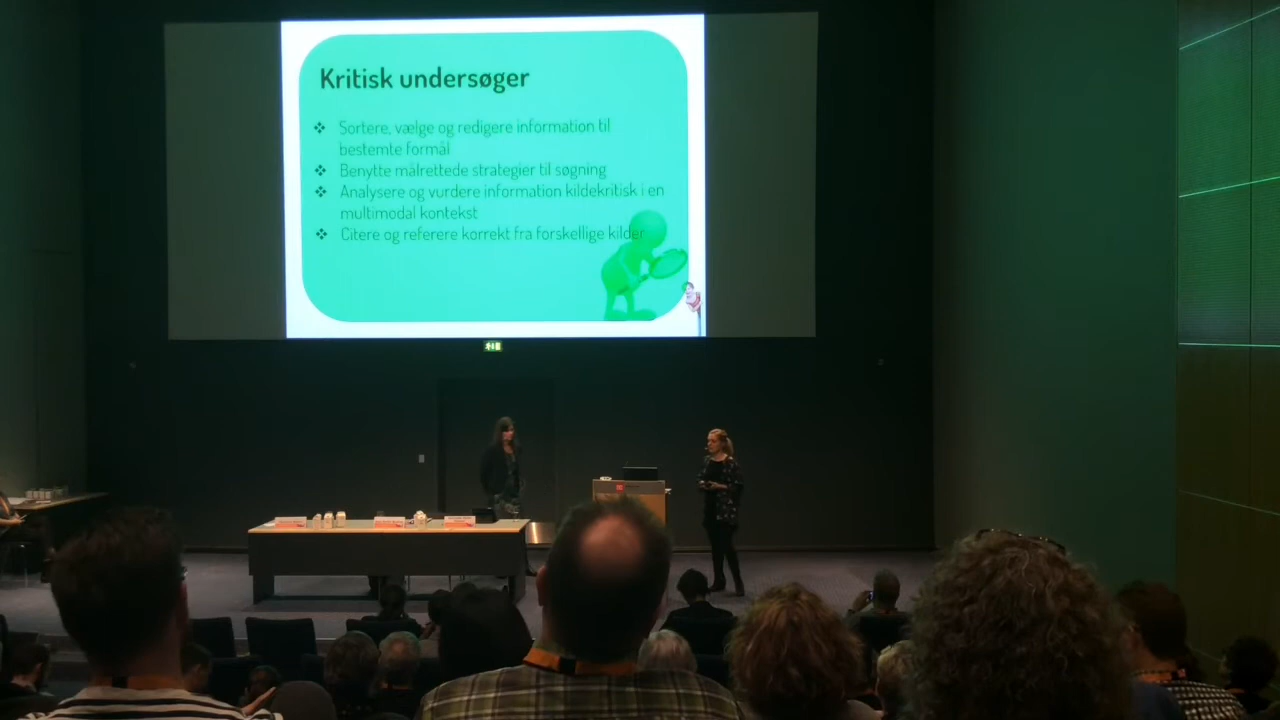 Kritisk undersøger
❖ Sortere, vælge og redigere information til
bestemte formål
❖ Benytte målrettede strategier til søgning
❖ Analysere og vurdere information kildekritisk i en
multimodal kontekst
❖ Citere og referere korrekt fra forskellige kilder